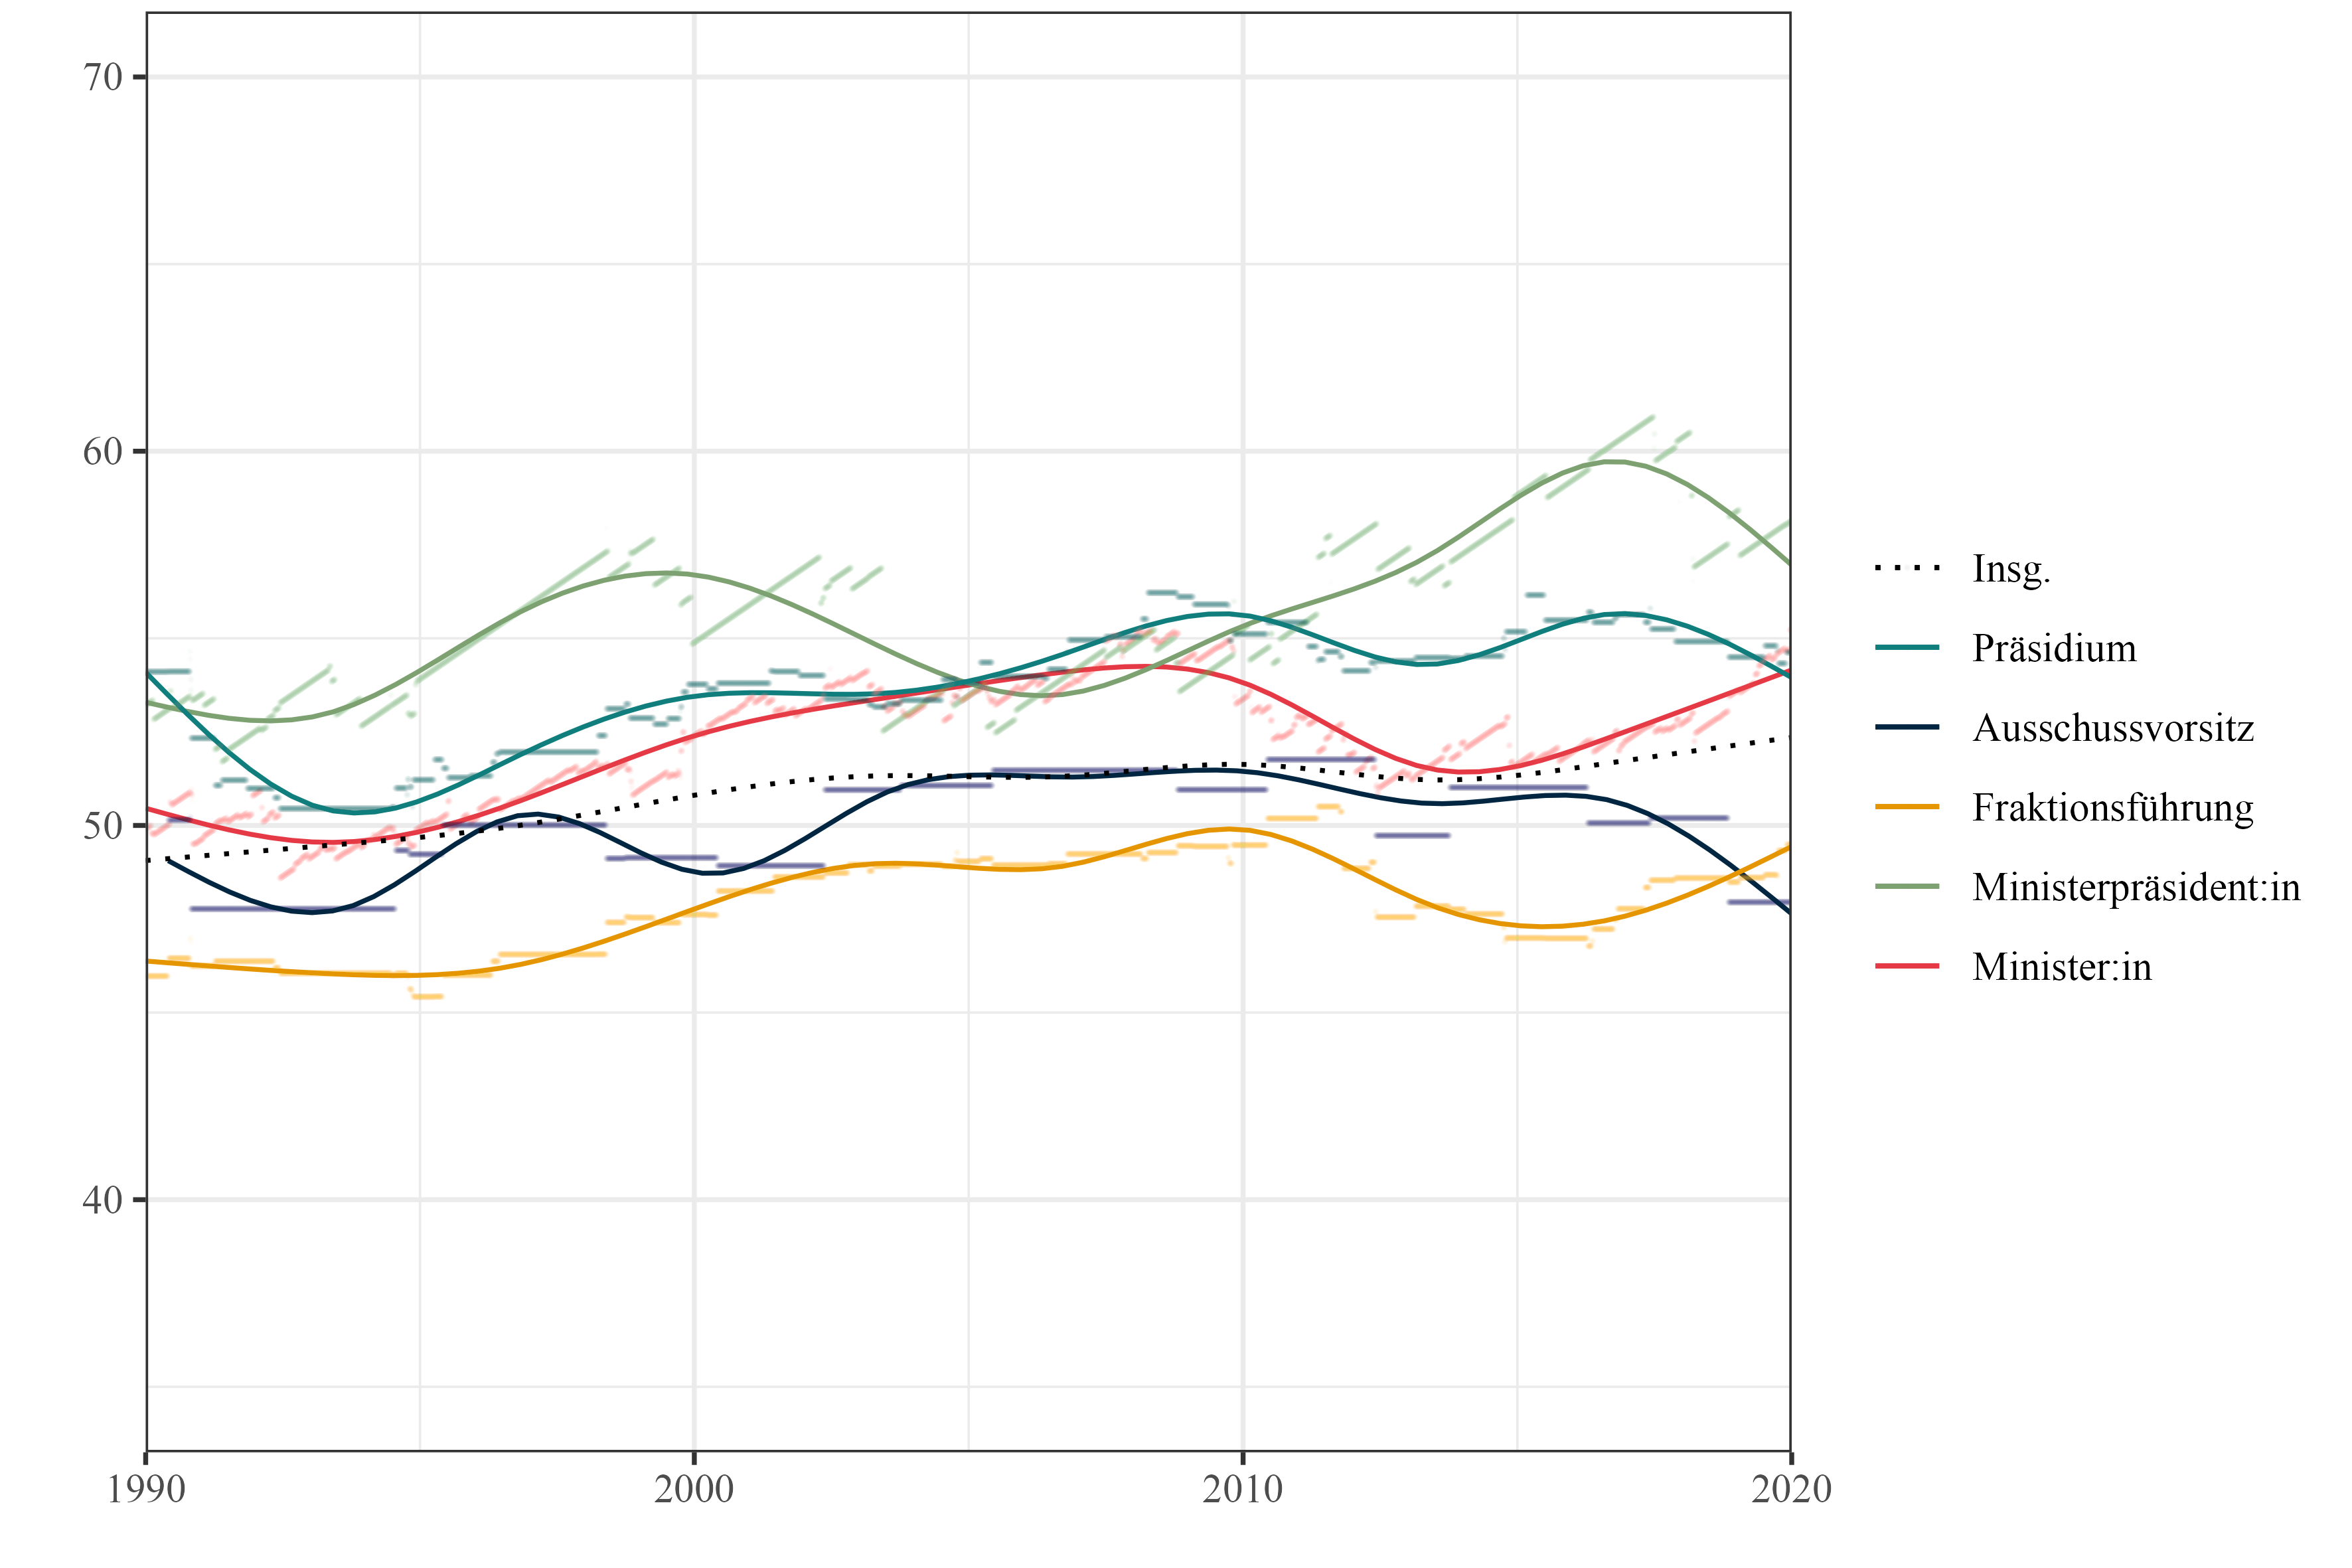 70
60
50
40
1990
2000
2010
2020
Insg.
Präsidium
Ausschussvorsitz
Fraktionsführung
Ministerpräsident:in
Minister:in